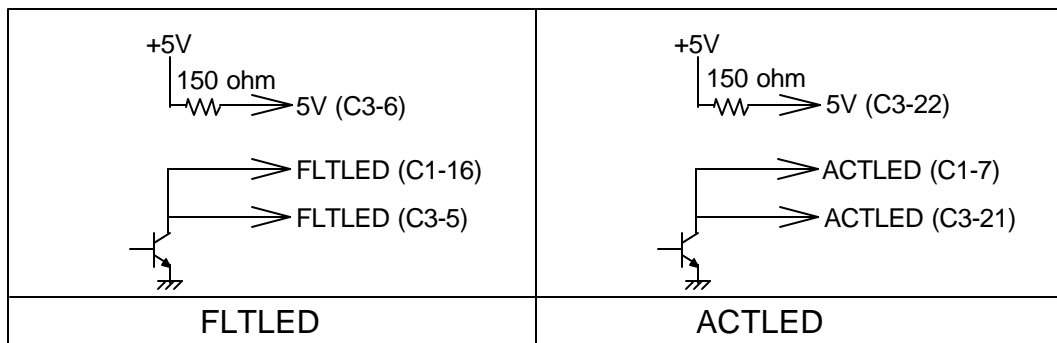 +5V
150 ohm
5V (C3-6)
FLTLED (C1-16)
FLTLED (C3-5)
FLTLED
+5V
150 ohm
5V (C3-22)
ACTLED (C1-7)
ACTLED (C3-21)
ACTLED